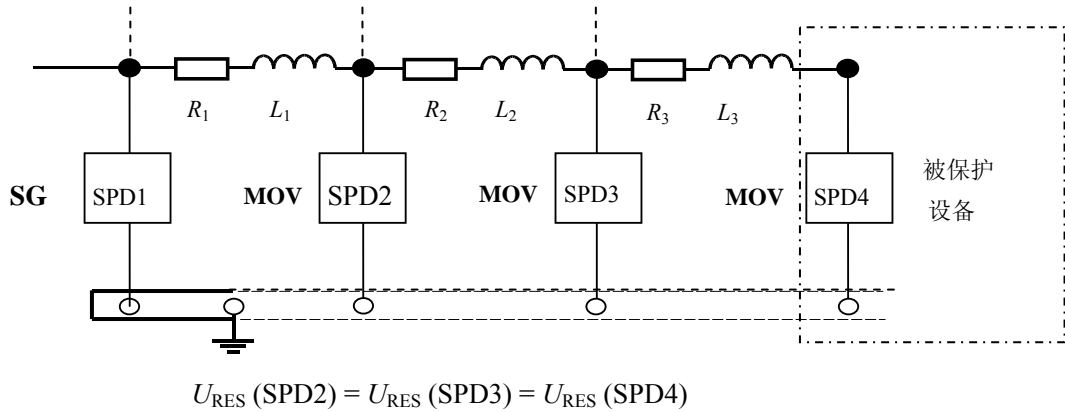 R1 L1 R2 L2 R3 L3
SG SPD1 MOV SPD2 MOV SPD3 MOV SPD4
被保护
设备
URES (SPD2) = URES (SPD3) = URES (SPD4)